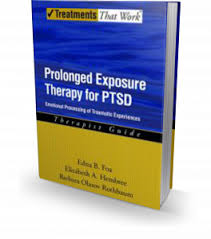 Treatments That Work
Prolonged Exposure
Therapy for PTSD
Emotional Processing of Traumatic Experiences
Therapist Guide
Edna B. Foa
Elizabeth A. Hembree
Barbara Olasov Rothbaum